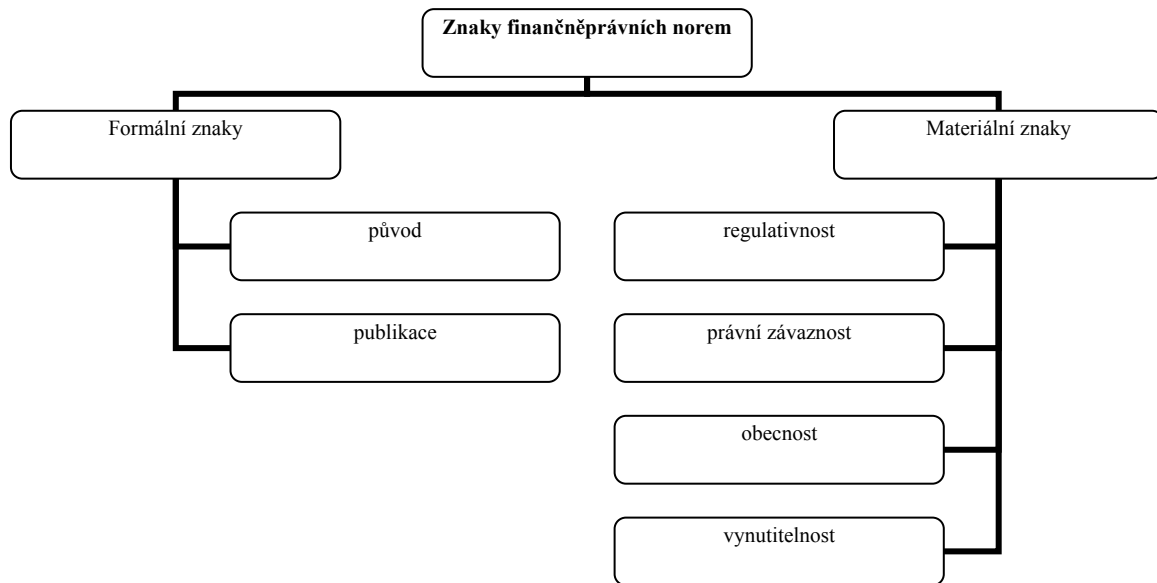 Znaky finančněprávních norem
Formální znaky
Materiální znaky
původ
regulativnost
publikace
právní závaznost
obecnost
vynutitelnost